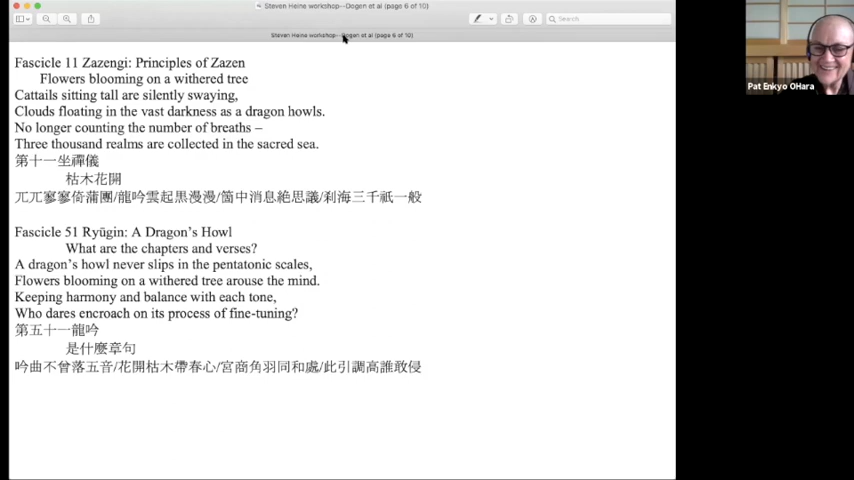 Steven Heine workshop--Dogen et al (page 6 of 10)
Search
Steven Heine workshop--Dogen et al (page 6 of 10)
Fascicle 11 Zazengi: Principles of Zazen
Flowers blooming on a withered tree
Cattails sitting tall are silently swaying,
Clouds floating in the vast darkness as a dragon howls.
No longer counting the number of breaths –
Three thousand realms are collected in the sacred sea.
第十一坐禪儀
枯木花開
兀兀寥寥倚蒲團/龍吟雲起黒漫漫/箇中消息絶思議/刹海三千祇一般
Fascicle 51 Ryūgin: A Dragon’s Howl
What are the chapters and verses?
A dragon’s howl never slips in the pentatonic scales,
Flowers blooming on a withered tree arouse the mind.
Keeping harmony and balance with each tone,
Who dares encroach on its process of fine-tuning?
第五十一龍吟
是什麼章句
吟曲不曾落五音/花開枯木帶春心/宮商角羽同和處/此引調高誰敢侵
Pat Enkyo OHara